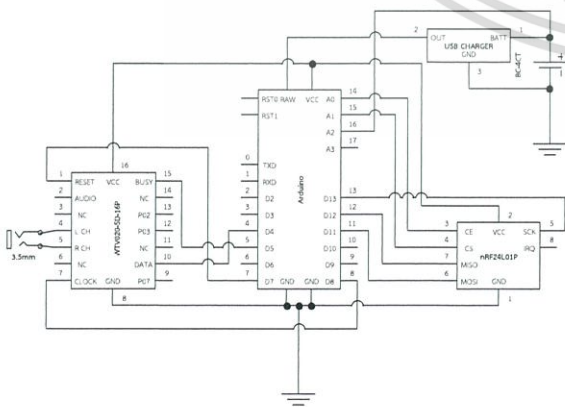 2 OUT BATT 1
USB CHARGER
GND
3
BC-4CT
+
RST0 RAW VCC A0 14
RST1 A1 15
A2 16
A3 17
0 TXD
1 RXD
2 D2 D13 13
3 D3 D12 12
4 D4 D11 11
5 D5 D10 10
6 D6 D9 9
7 D7 GND GND D8 8
Arduino
16
1 RESET VCC BUSY 15
2 AUDIO NC 14
3 NC P02 13
4 L CH P03 12
5 R CH NC 11
6 NC DATA 10
7 CLOCK GND P07 9
8
WTV020-SD-16P
3.5mm
2
3 CE VCC SCK 5
4 CS IRQ 8
nRF24L01P
7 MISO
6 MOSI GND
1